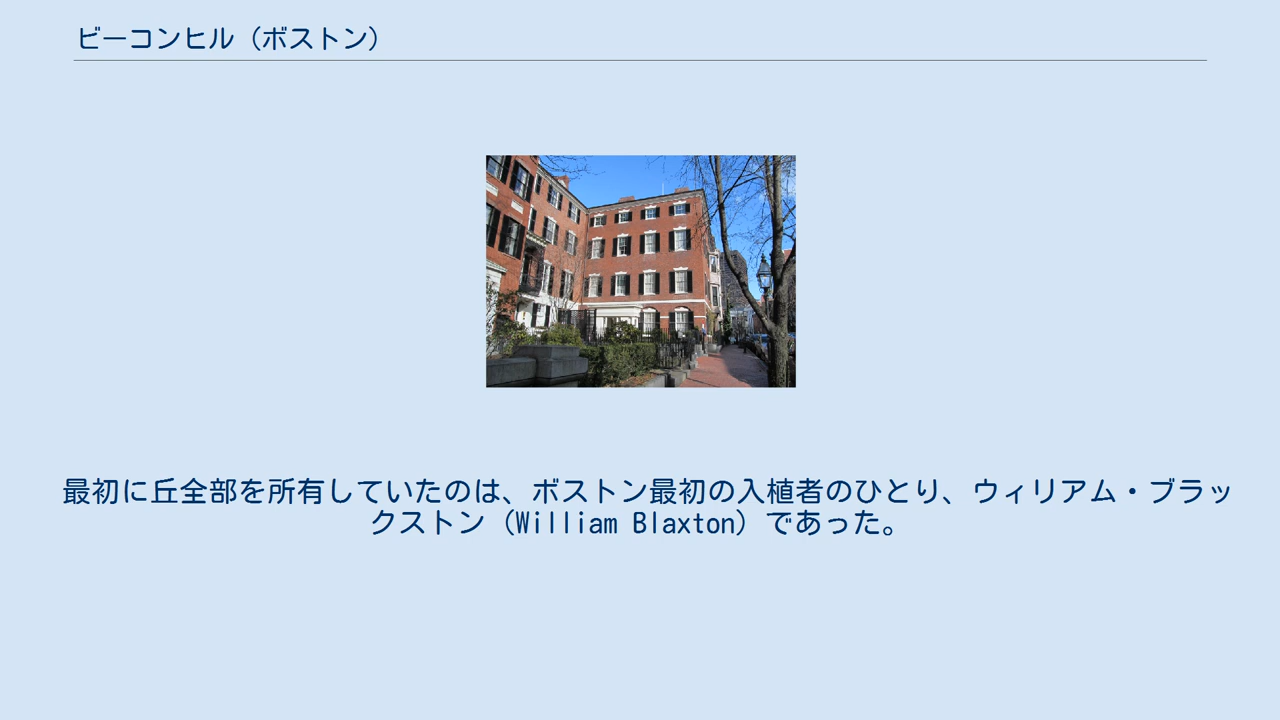 ビーコンヒル（ボストン）
最初に丘全部を所有していたのは、ボストン最初の入植者のひとり、ウィリアム・ブラッ
クストン（William Blaxton）であった。